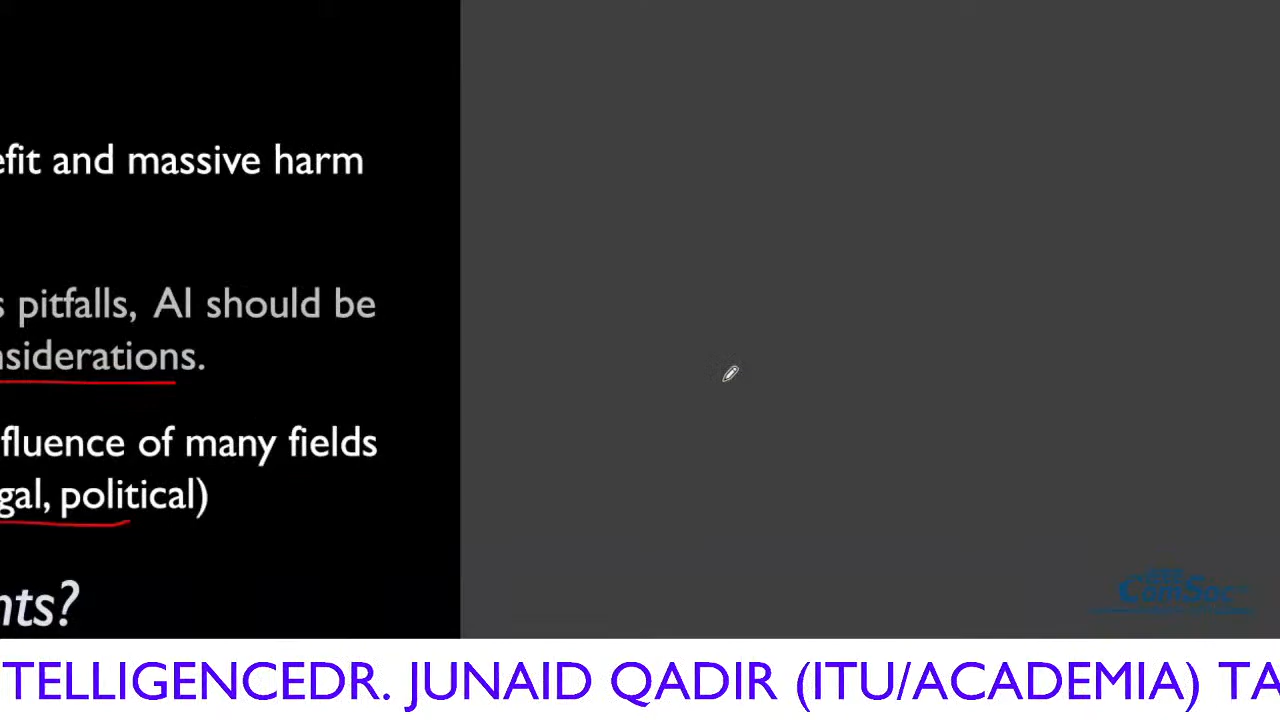 efit and massive harm
s pitfalls, AI should be
nsiderations.
fluence of many fields
gal, political)
nts?
ComSoc
TELLIGENCEDR. JUNAID QADIR (ITU/ACADEMIA) TA